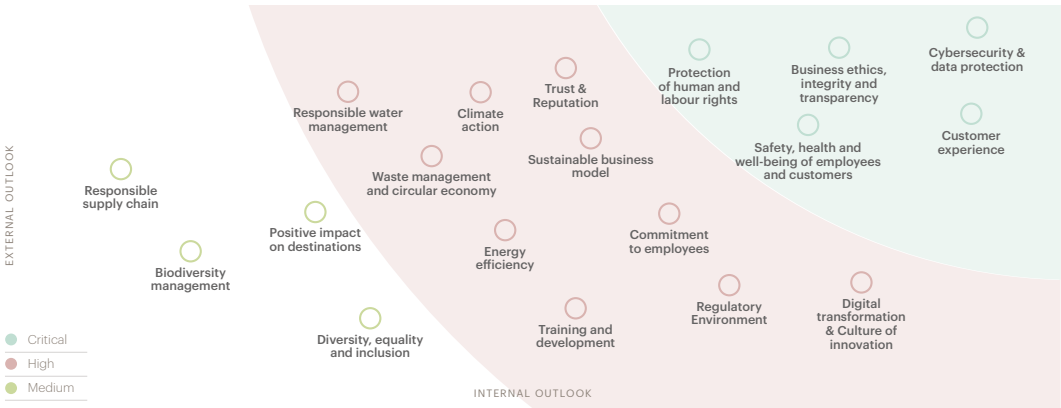 Cybersecurity &
data protection
Protection
of human and
labour rights
Business ethics,
integrity and
transparency
Trust &
Reputation
Responsible water
management
Climate
action
Customer
experience
Safety, health and
well-being of employees
and customers
Sustainable business
model
Waste management
and circular economy
Responsible
supply chain
Positive impact
on destinations
Commitment
to employees
Energy
efficiency
Biodiversity
management
Regulatory
Environment
Digital
transformation
& Culture of
innovation
Training and
development
Diversity, equality
and inclusion
EXTERNAL OUTLOOK
Critical
High
Medium
INTERNAL OUTLOOK